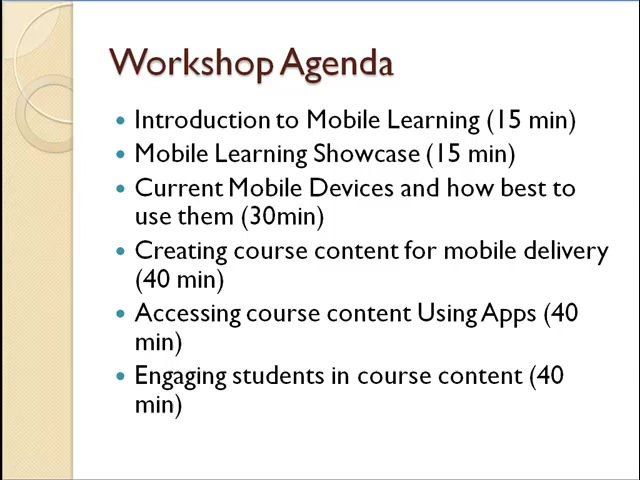 Workshop Agenda
• Introduction to Mobile Learning (15 min)
• Mobile Learning Showcase (15 min)
• Current Mobile Devices and how best to
use them (30min)
• Creating course content for mobile delivery
(40 min)
• Accessing course content Using Apps (40
min)
• Engaging students in course content (40
min)